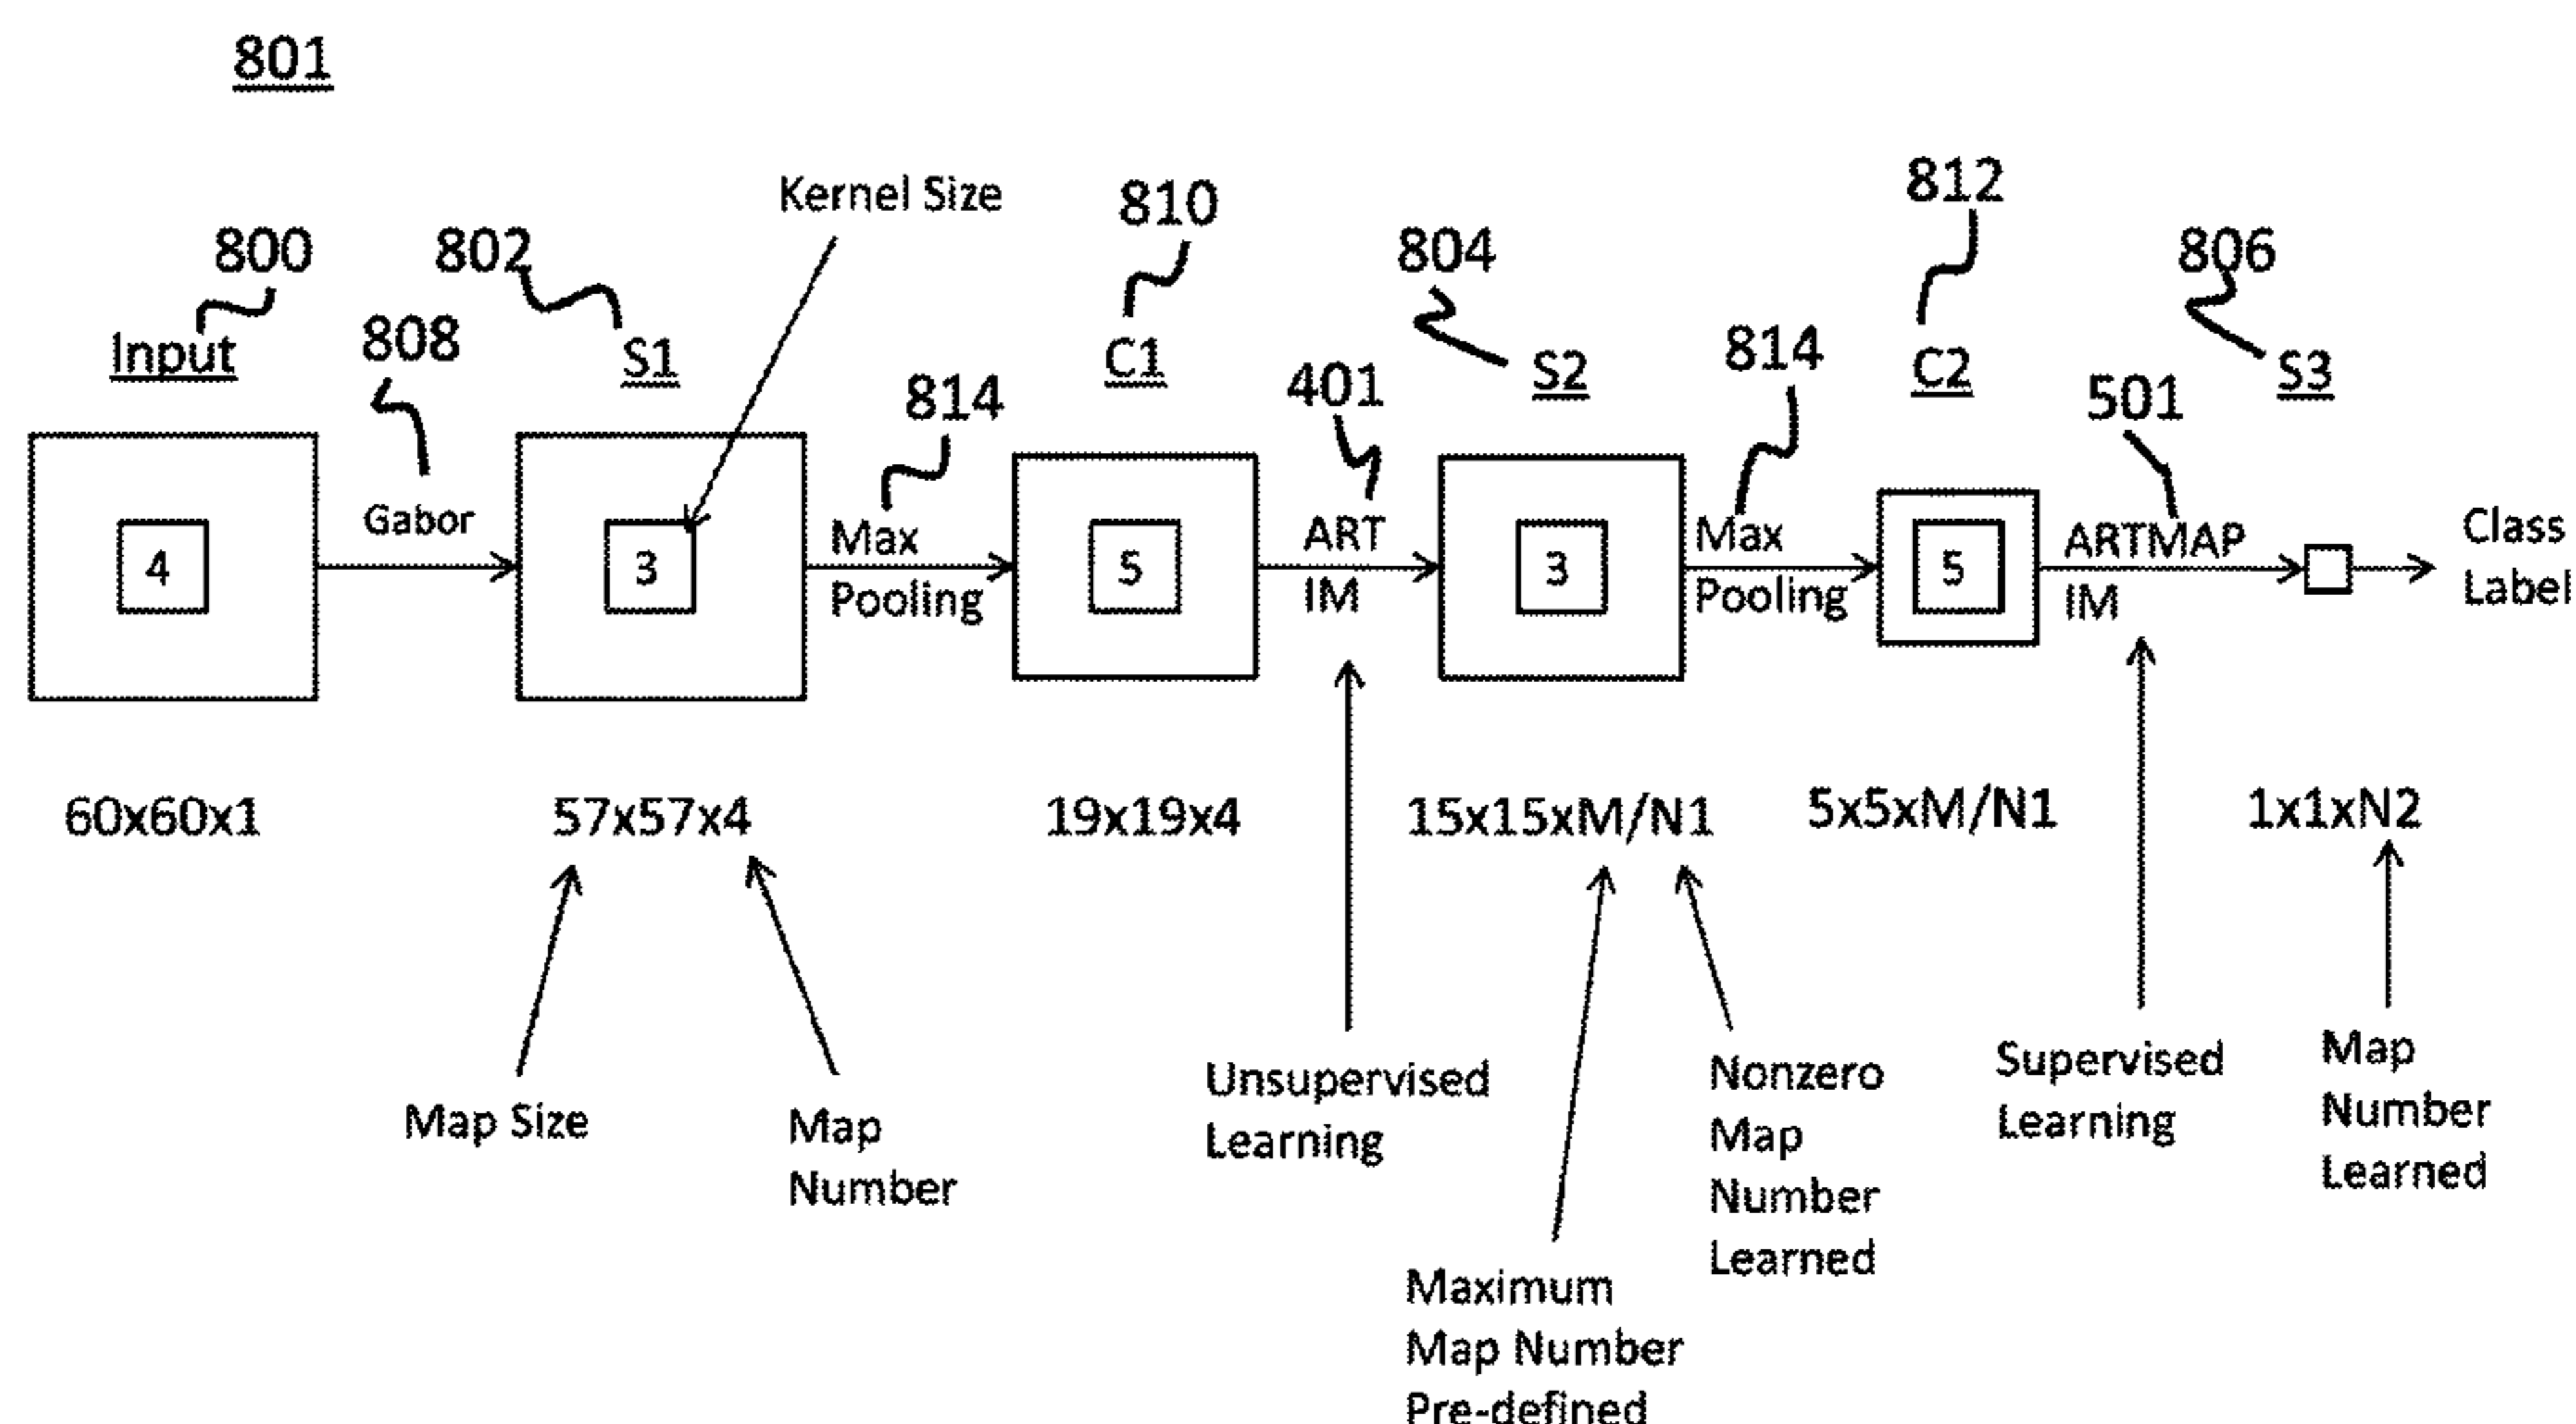 801
Kernel Size
800
802
810
804
812
806
Input
808
S1
814
C1
401
S2
814
C2
501
S3
4
Gabor
3
Max
Pooling
5
ART
IM
3
Max
Pooling
5
ARTMAP
IM
Class
Label
60x60x1
57x57x4
19x19x4
15x15xM/N1
5x5xM/N1
1x1xN2
Map Size
Map
Number
Unsupervised
Learning
Maximum
Map Number
Pre-defined
Nonzero
Map
Number
Learned
Supervised
Learning
Map
Number
Learned